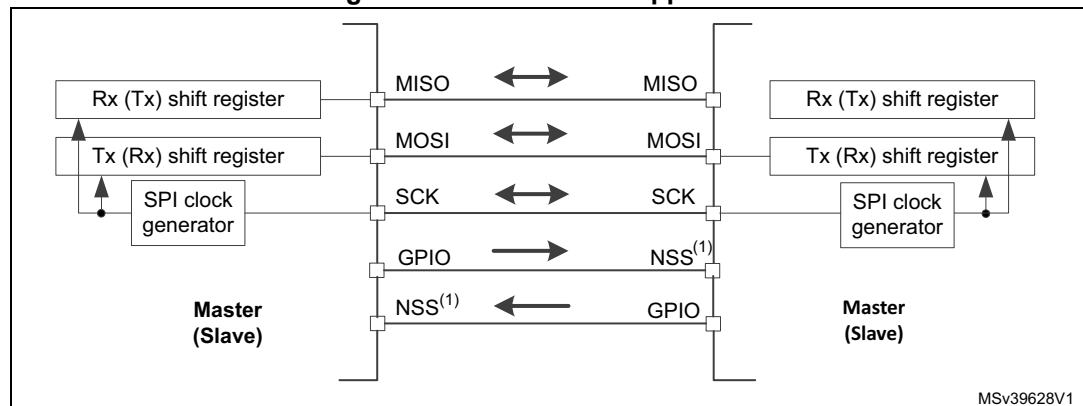 MISO MISO
Rx (Tx) shift register Rx (Tx) shift register
MOSI MOSI
Tx (Rx) shift register Tx (Rx) shift register
SPI clock generator SCK SCK SPI clock generator
GPIO NSS(1)
NSS(1) GPIO
Master (Slave) Master (Slave)
MSv39628V1